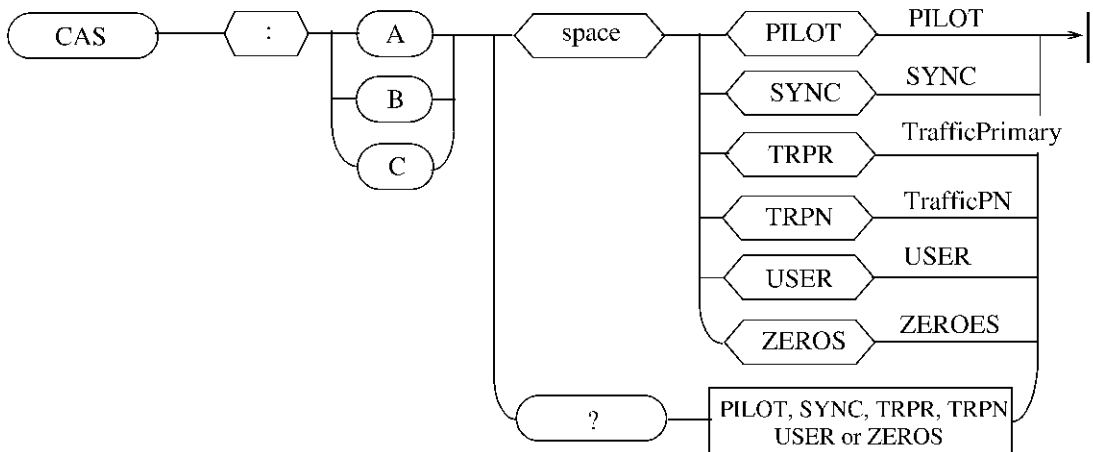 CAS : A space PILOT PILOT
B SYNC SYNC
C TRPR TrafficPrimary
TRPN TrafficPN
USER USER
ZEROS ZEROES
? PILOT, SYNC, TRPR, TRPN
USER or ZEROS